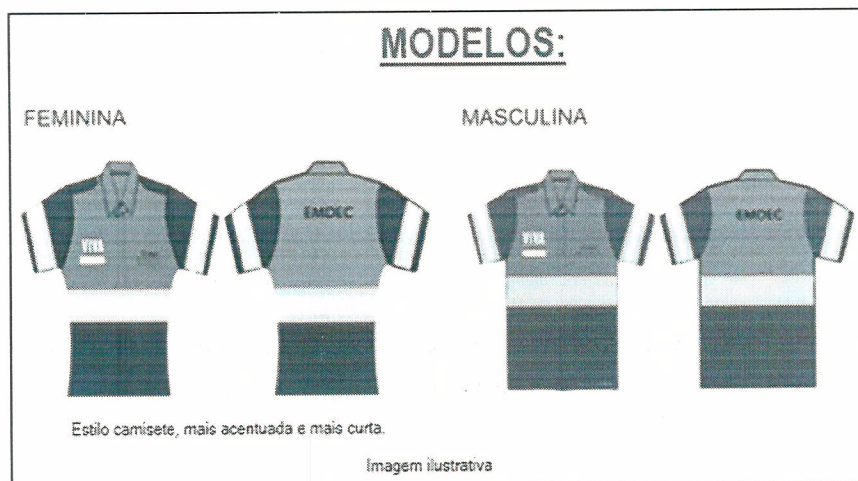 MODELOS:
FEMININA
MASCULINA
EMDEC
EMDEC
VIVA
VIVA
Estilo camisete, mais acentuada e mais curta.
Imagem ilustrativa